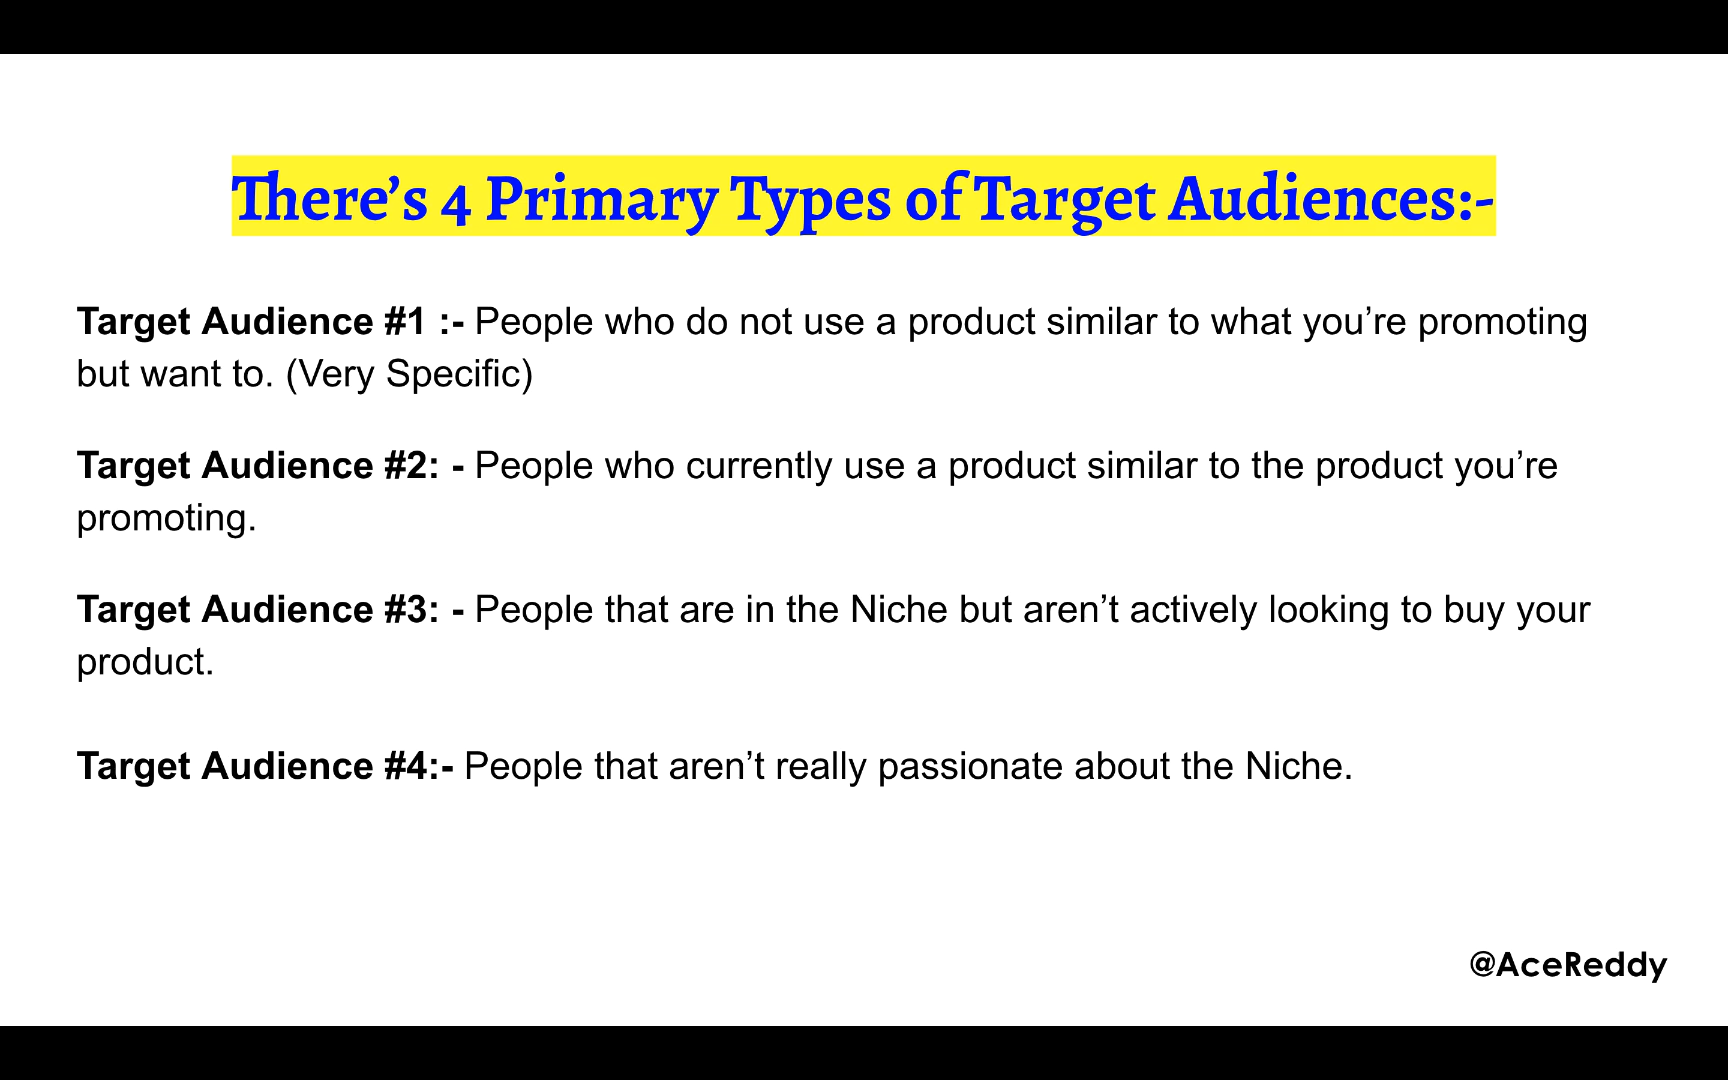 There’s 4 Primary Types of Target Audiences:-
Target Audience #1 :- People who do not use a product similar to what you’re promoting
but want to. (Very Specific)
Target Audience #2: - People who currently use a product similar to the product you’re
promoting.
Target Audience #3: - People that are in the Niche but aren’t actively looking to buy your
product.
Target Audience #4:- People that aren’t really passionate about the Niche.
@AceReddy